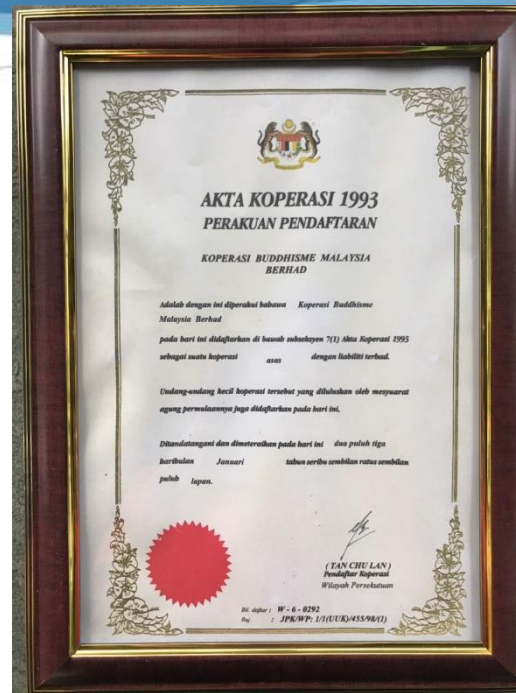 AKTA KOPERASI 1993
PERAKUAN PENDAFTARAN
KOPERASI BUDDHISME MALAYSIA
BERHAD
Adalah dengan ini diperakui bahawa Koperasi Buddhisme
Malaysia Berhad
pada hari ini didaftarkan di bawah subseksyen 7(1) Akta Koperasi 1993
sebagai suatu koperasi asas dengan liabiliti terbad.
Undang-undang kecil koperasi tersebut yang diluluskan oleh mesyuarat
agung permulaannya juga didaftarkan pada hari ini.
Ditandatangani dan dimeteraikan pada hari ini dua puluh tiga
haribulan Januari tahun seribu sembilan ratus sembilan
puluh lapan.
( TAN CHU LAN )
Pendaftar Koperasi
Wilayah Persekutuan
Bil. daftar : W - 6 - 0292
Ruj. : JPK/WP: 1/1(UUK)/455/98/(1)